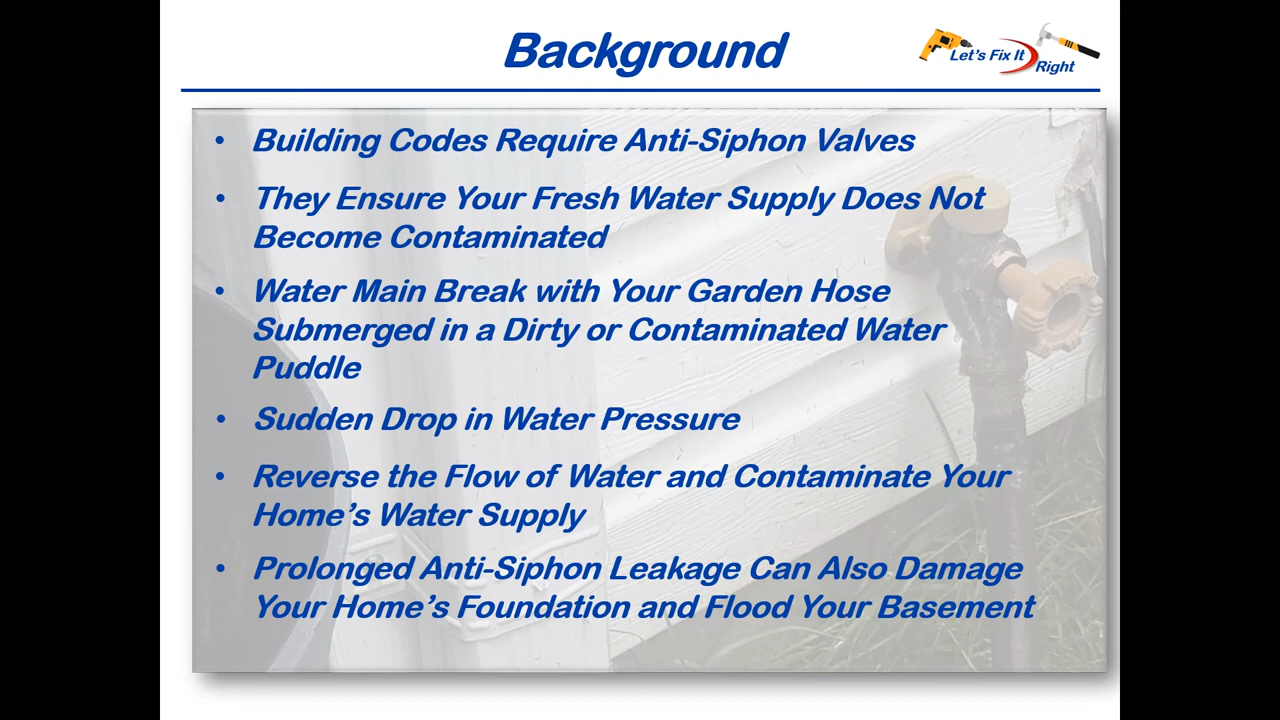 Background
Let's Fix It
Right
• Building Codes Require Anti-Siphon Valves
• They Ensure Your Fresh Water Supply Does Not
Become Contaminated
• Water Main Break with Your Garden Hose
Submerged in a Dirty or Contaminated Water
Puddle
• Sudden Drop in Water Pressure
• Reverse the Flow of Water and Contaminate Your
Home's Water Supply
• Prolonged Anti-Siphon Leakage Can Also Damage
Your Home's Foundation and Flood Your Basement